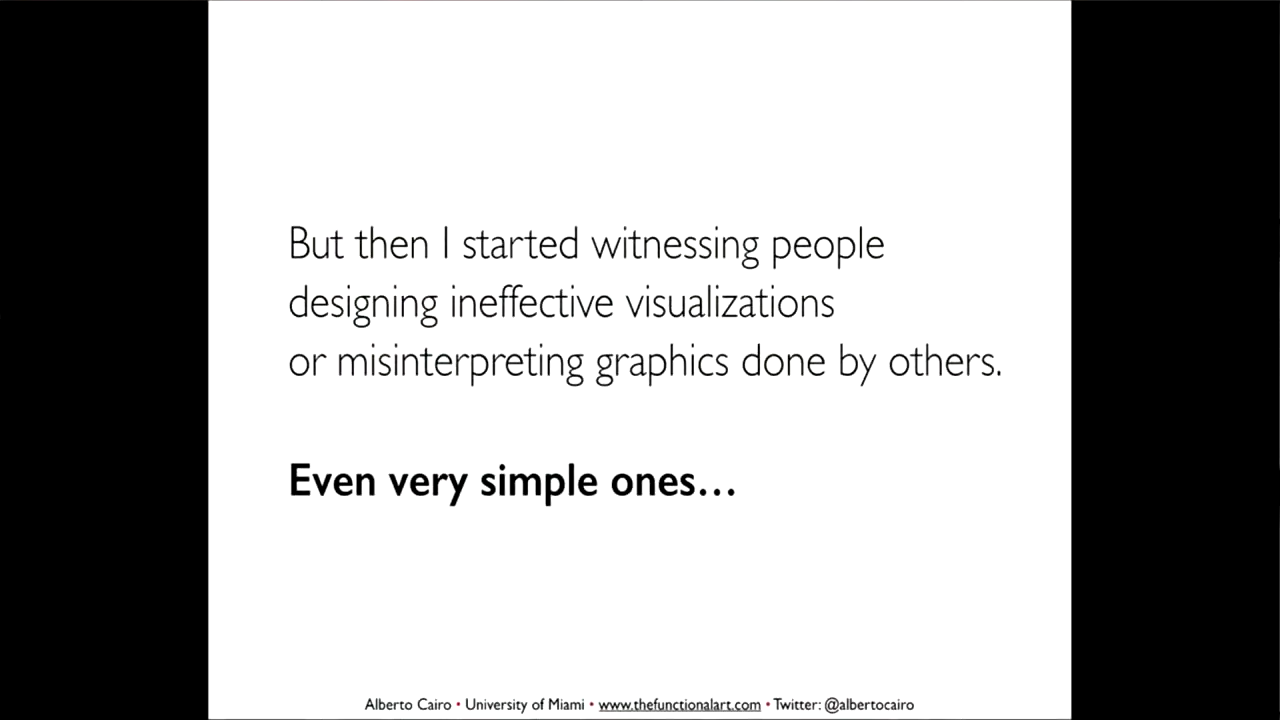 But then I started witnessing people
designing ineffective visualizations
or misinterpreting graphics done by others.
Even very simple ones…
Alberto Cairo • University of Miami • www.thefunctionalart.com • Twitter: @albertocairo